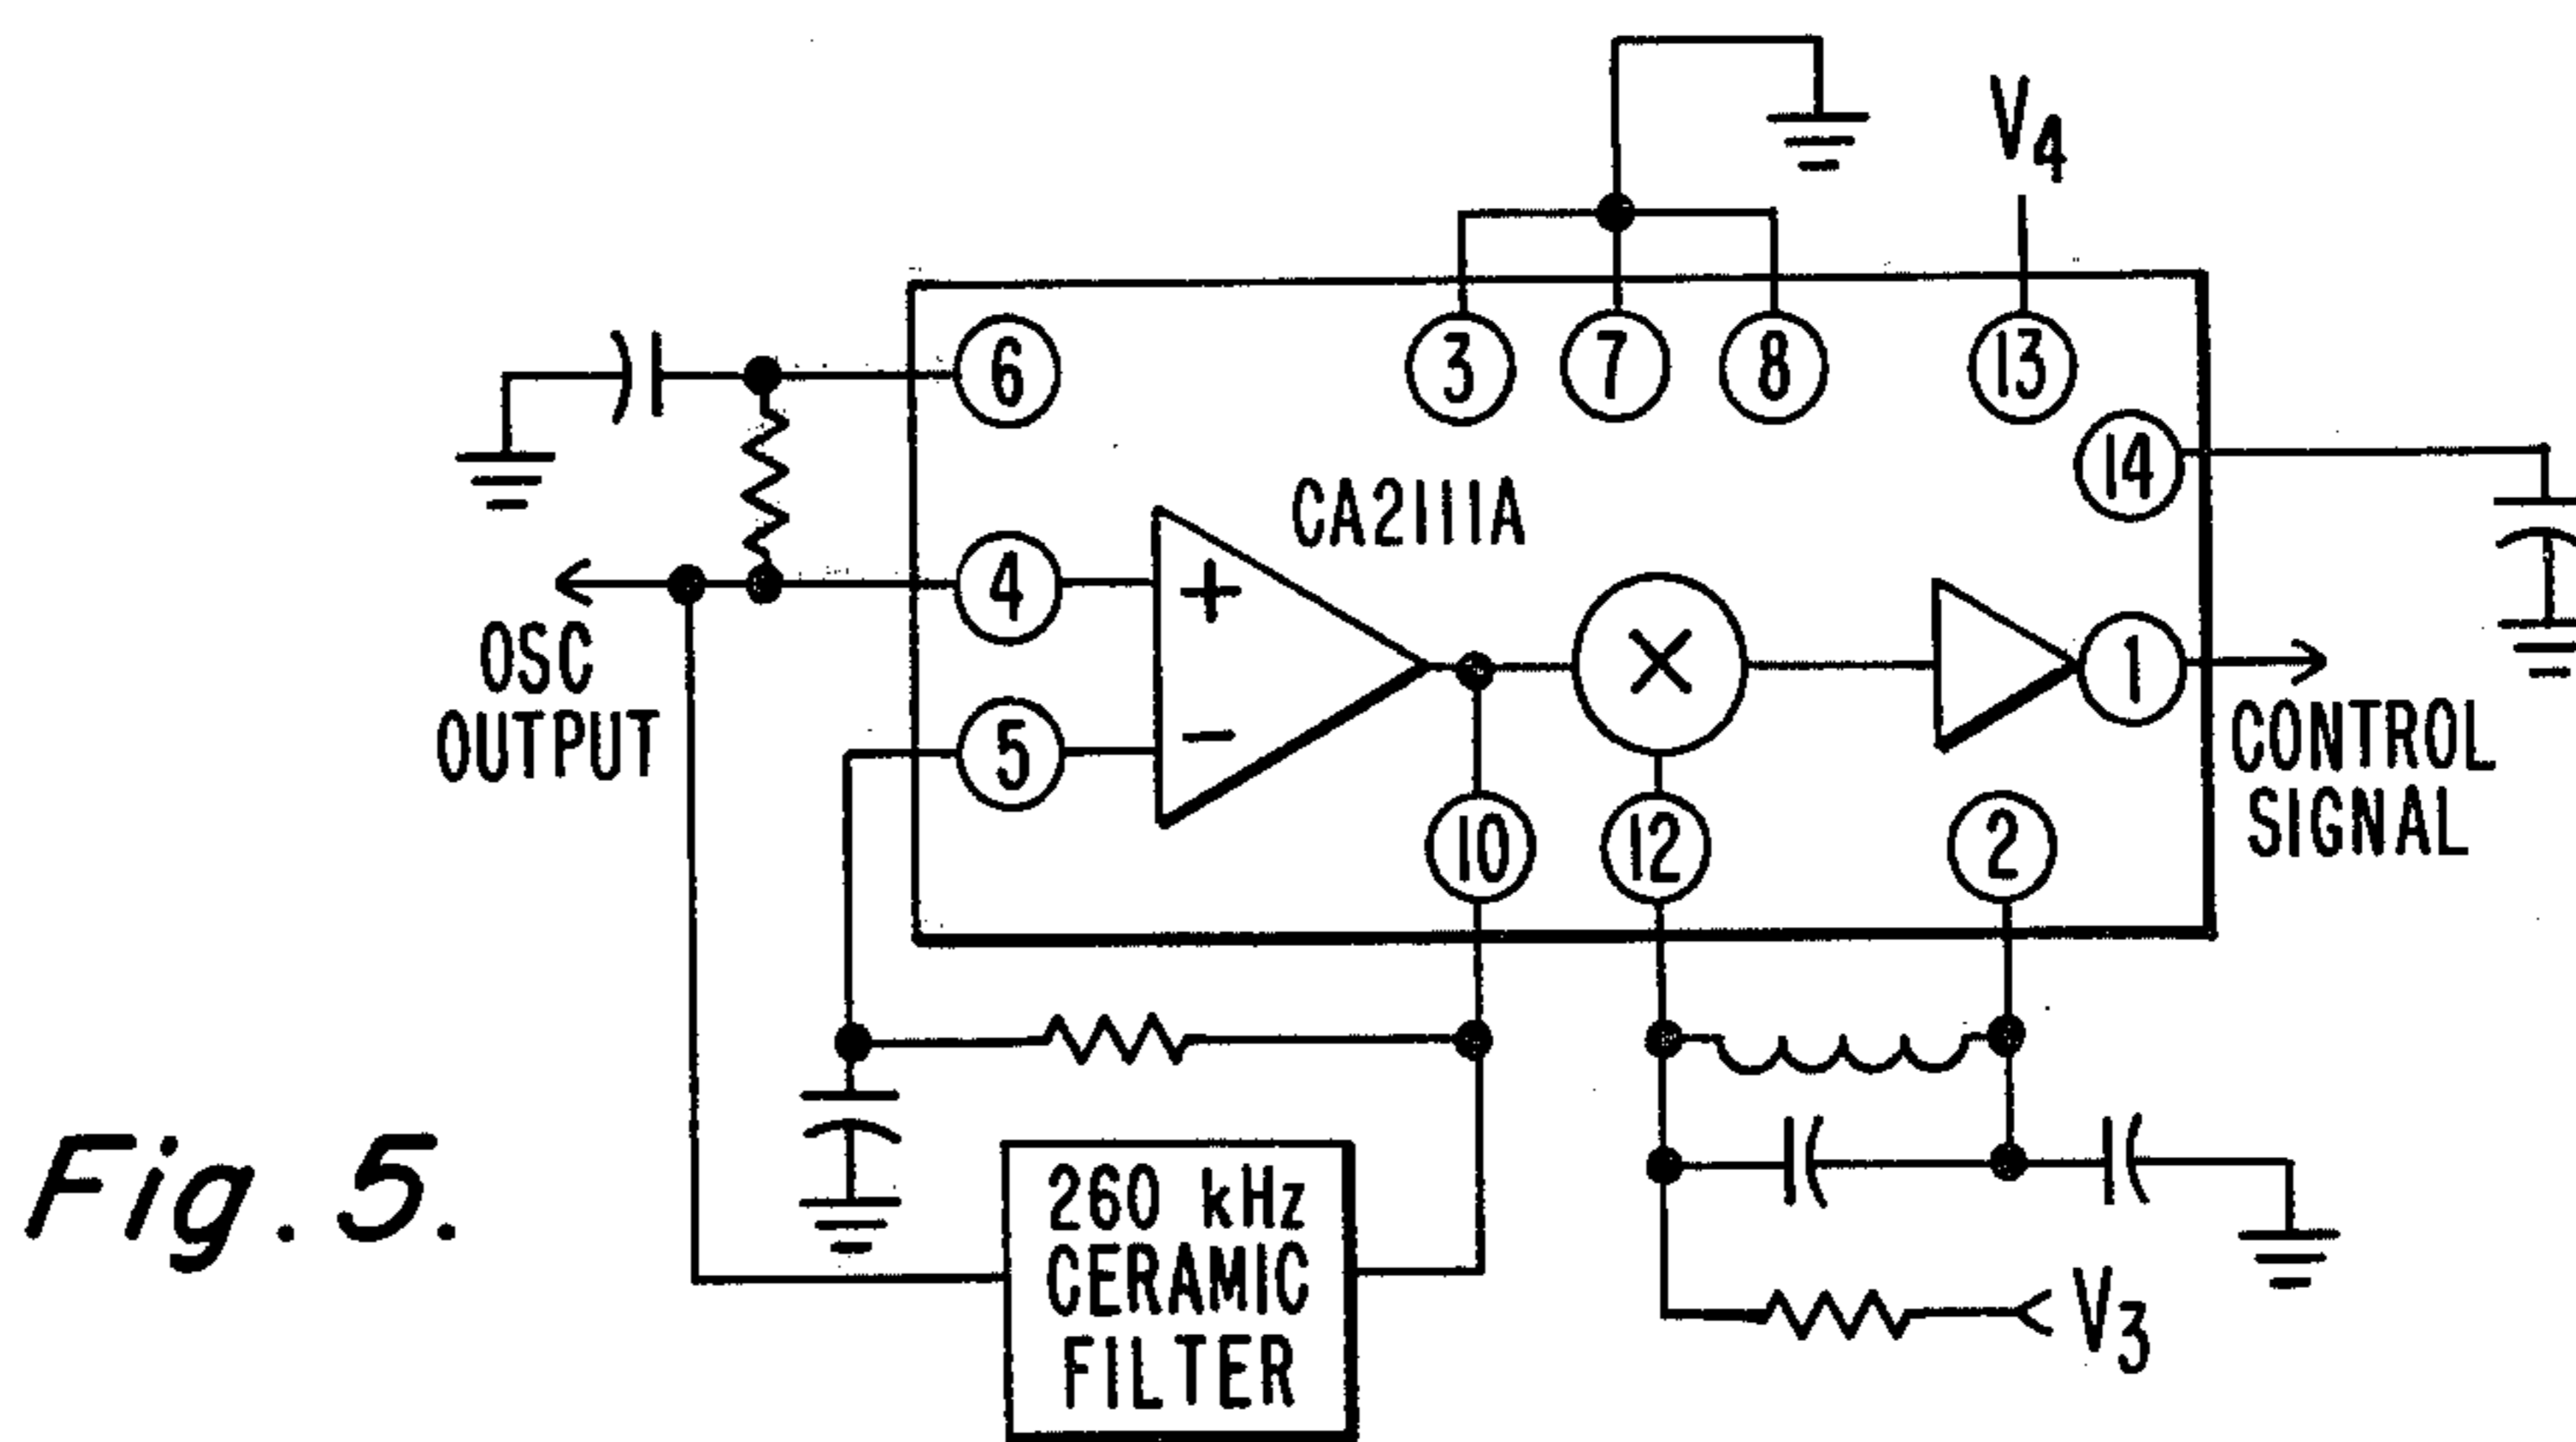 V4
6
3
7
8
13
14
CA2111A
4
+
×
1
OSC
OUTPUT
5
−
10
12
2
CONTROL
SIGNAL
Fig. 5.
260 kHz
CERAMIC
FILTER
V3